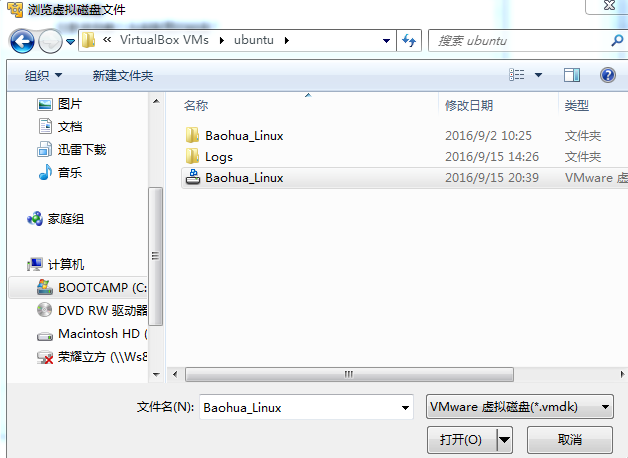 浏览虚拟磁盘文件
« VirtualBox VMs ubuntu
搜索 ubuntu
组织 新建文件夹
名称 修改日期 类型
图片
文档
迅雷下载
音乐
家庭组
计算机
BOOTCAMP (C:
DVD RW 驱动器
Macintosh HD (
荣耀立方 (\\Ws8
Baohua_Linux 2016/9/2 10:25 文件夹
Logs 2016/9/15 14:26 文件夹
Baohua_Linux 2016/9/15 20:39 VMware 虚
文件名(N): Baohua_Linux VMware 虚拟磁盘(*.vmdk)
打开(O) 取消